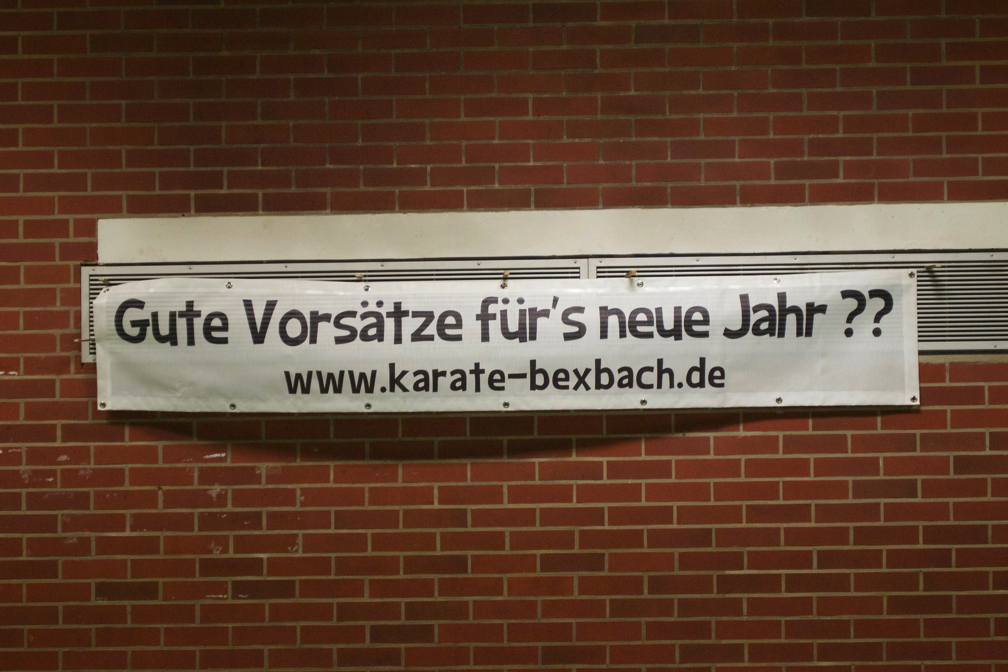 Gute Vorsätze für's neue Jahr ??
www.karate-bexbach.de